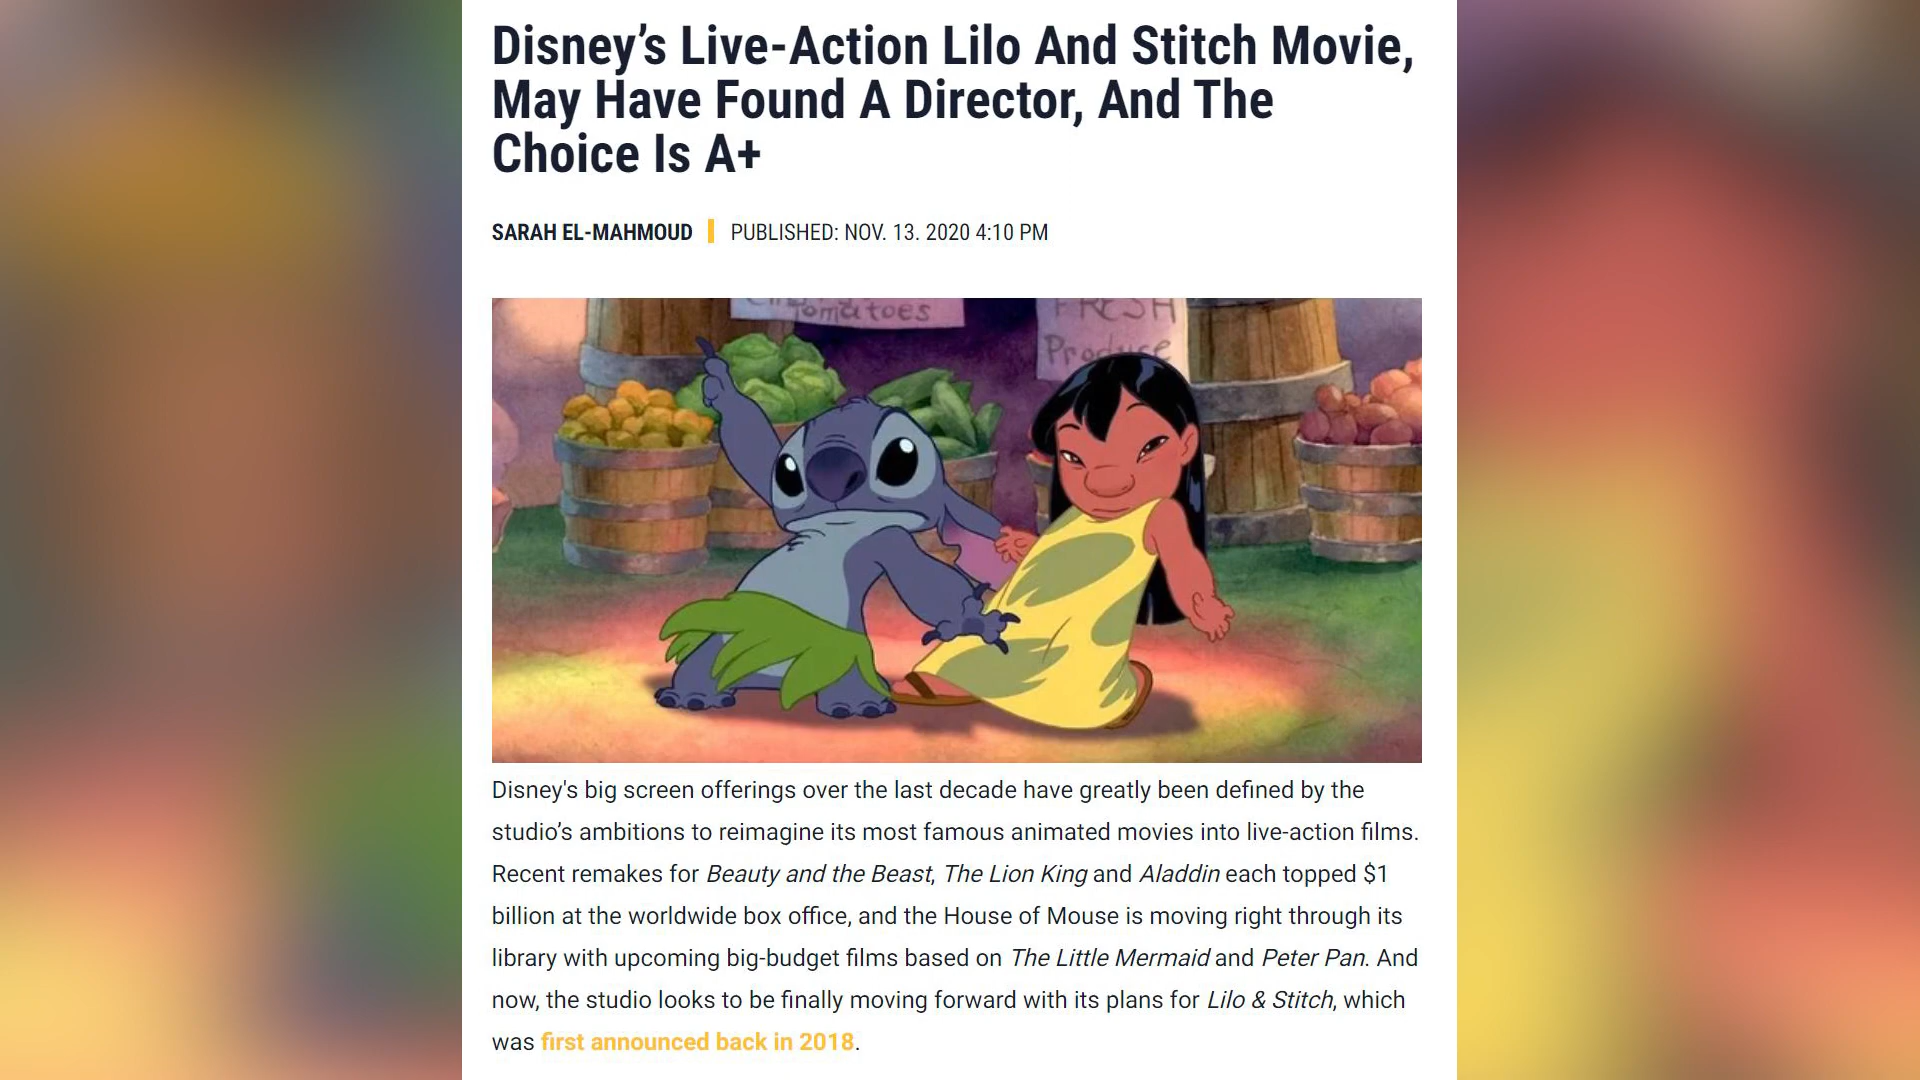 Disney’s Live-Action Lilo And Stitch Movie,
May Have Found A Director, And The
Choice Is A+
SARAH EL-MAHMOUD
PUBLISHED: NOV. 13. 2020 4:10 PM
Tomatoes
FRESH
Produce
Disney's big screen offerings over the last decade have greatly been defined by the
studio’s ambitions to reimagine its most famous animated movies into live-action films.
Recent remakes for Beauty and the Beast, The Lion King and Aladdin each topped $1
billion at the worldwide box office, and the House of Mouse is moving right through its
library with upcoming big-budget films based on The Little Mermaid and Peter Pan. And
now, the studio looks to be finally moving forward with its plans for Lilo & Stitch, which
was first announced back in 2018.